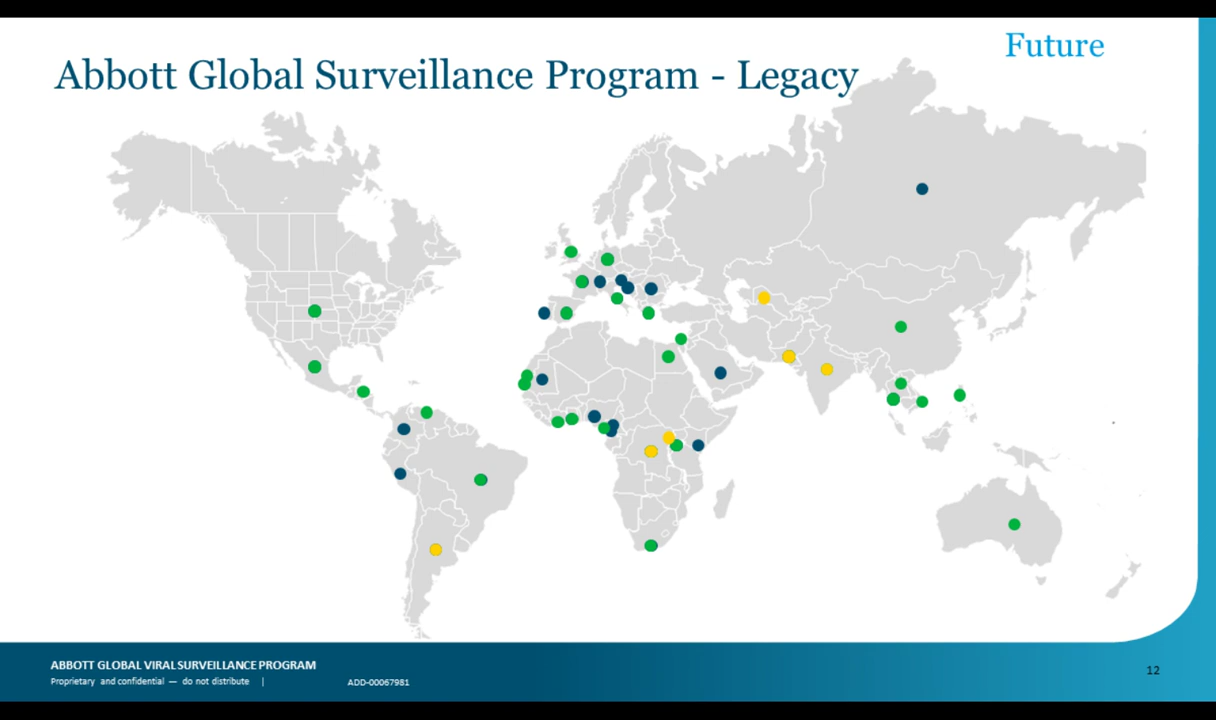 Future
Abbott Global Surveillance Program - Legacy
ABBOTT GLOBAL VIRAL SURVEILLANCE PROGRAM
Proprietary and confidential — do not distribute |
ADD-00067981
12